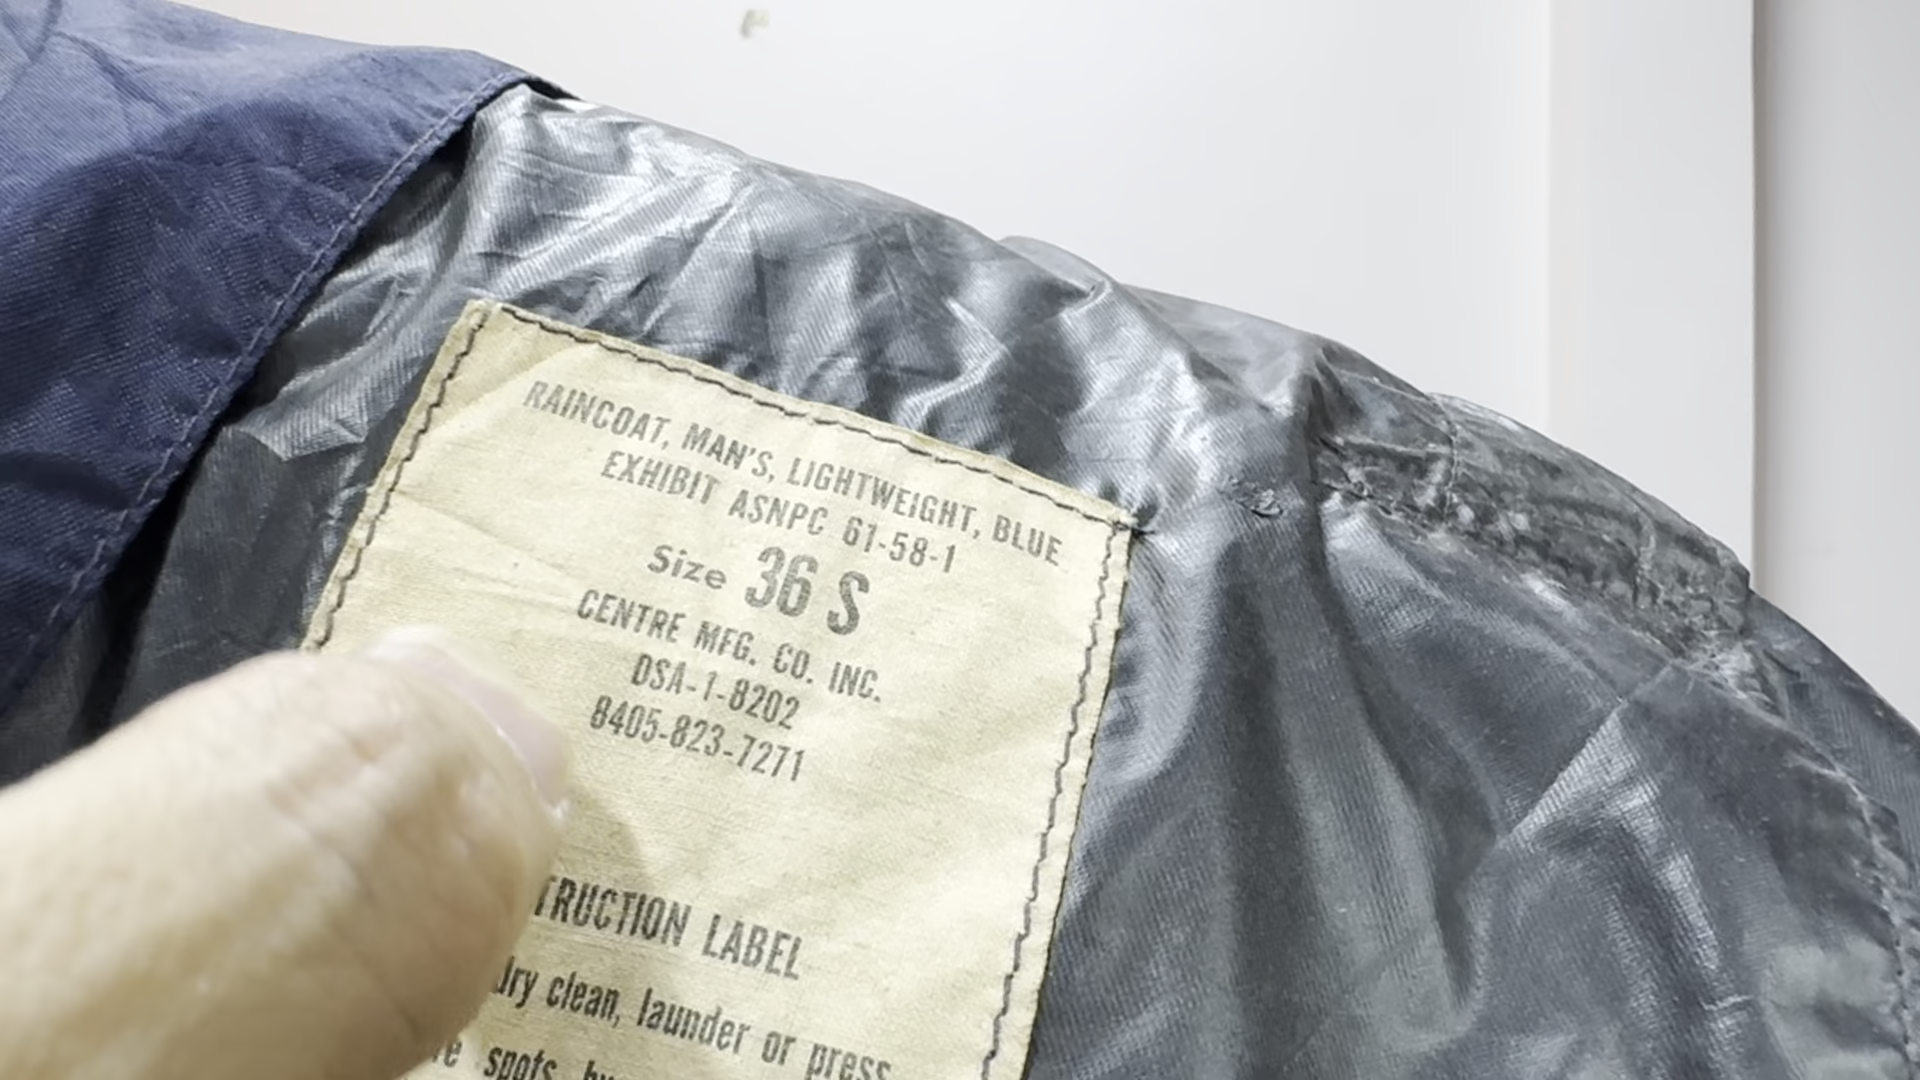 RAINCOAT, MAN'S, LIGHTWEIGHT, BLUE
EXHIBIT ASNPC 61-58-1
Size 36 S
CENTRE MFG. CO. INC.
DSA-1-8202
8405-823-7271
TRUCTION LABEL
dry clean, launder or press
spots